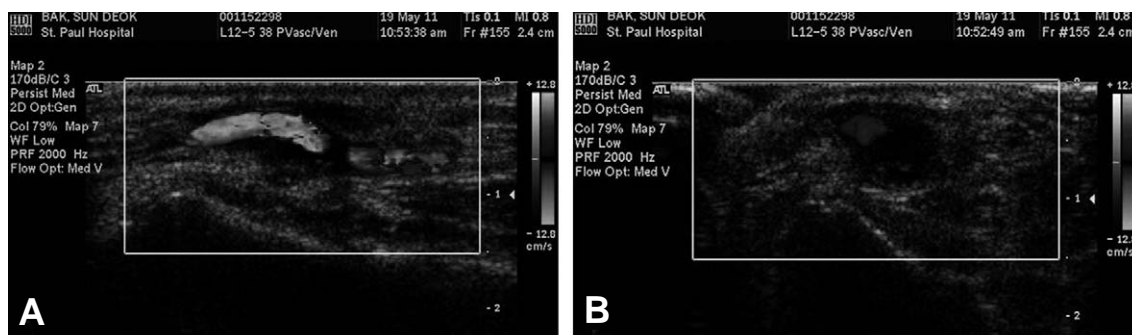 HDI 5000 BAK, SUN DEOK 001152298 19 May 11 TIs 0.1 MI 0.8
St. Paul Hospital L12-5 38 PVasc/Ven 10:53:38 am Fr #155 2.4 cm
Map 2
170dB/C 3
Persist Med
2D Opt:Gen
Col 79% Map 7
WF Low
PRF 2000 Hz
Flow Opt: Med V
ATL
+ 12.8
- 1
- 12.8
cm/s
- 2
A
HDI 5000 BAK, SUN DEOK 001152298 19 May 11 TIs 0.1 MI 0.8
St. Paul Hospital L12-5 38 PVasc/Ven 10:52:49 am Fr #155 2.4 cm
Map 2
170dB/C 3
Persist Med
2D Opt:Gen
Col 79% Map 7
WF Low
PRF 2000 Hz
Flow Opt: Med V
ATL
+ 12.8
- 1
- 12.8
cm/s
- 2
B